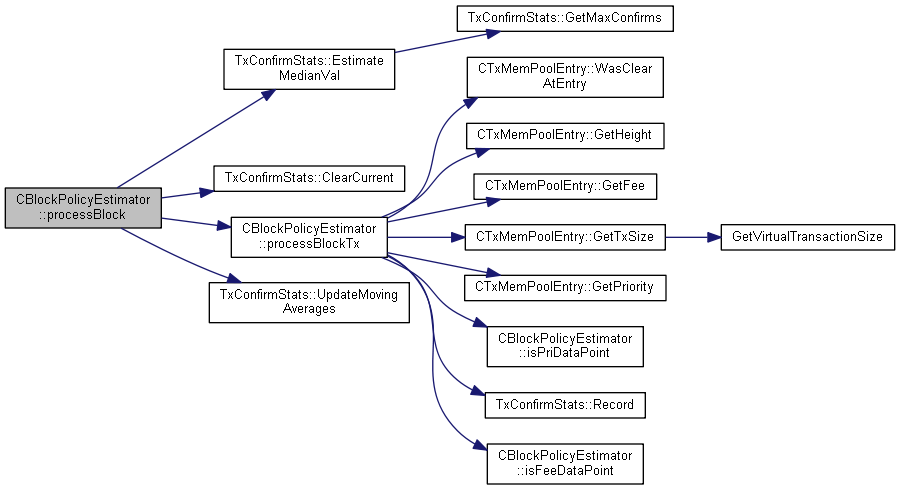 CBlockPolicyEstimator
::processBlock
TxConfirmStats::Estimate
MedianVal
TxConfirmStats::ClearCurrent
CBlockPolicyEstimator
::processBlockTx
TxConfirmStats::UpdateMoving
Averages
TxConfirmStats::GetMaxConfirms
CTxMemPoolEntry::WasClear
AtEntry
CTxMemPoolEntry::GetHeight
CTxMemPoolEntry::GetFee
CTxMemPoolEntry::GetTxSize
CTxMemPoolEntry::GetPriority
CBlockPolicyEstimator
::isPriDataPoint
TxConfirmStats::Record
CBlockPolicyEstimator
::isFeeDataPoint
GetVirtualTransactionSize